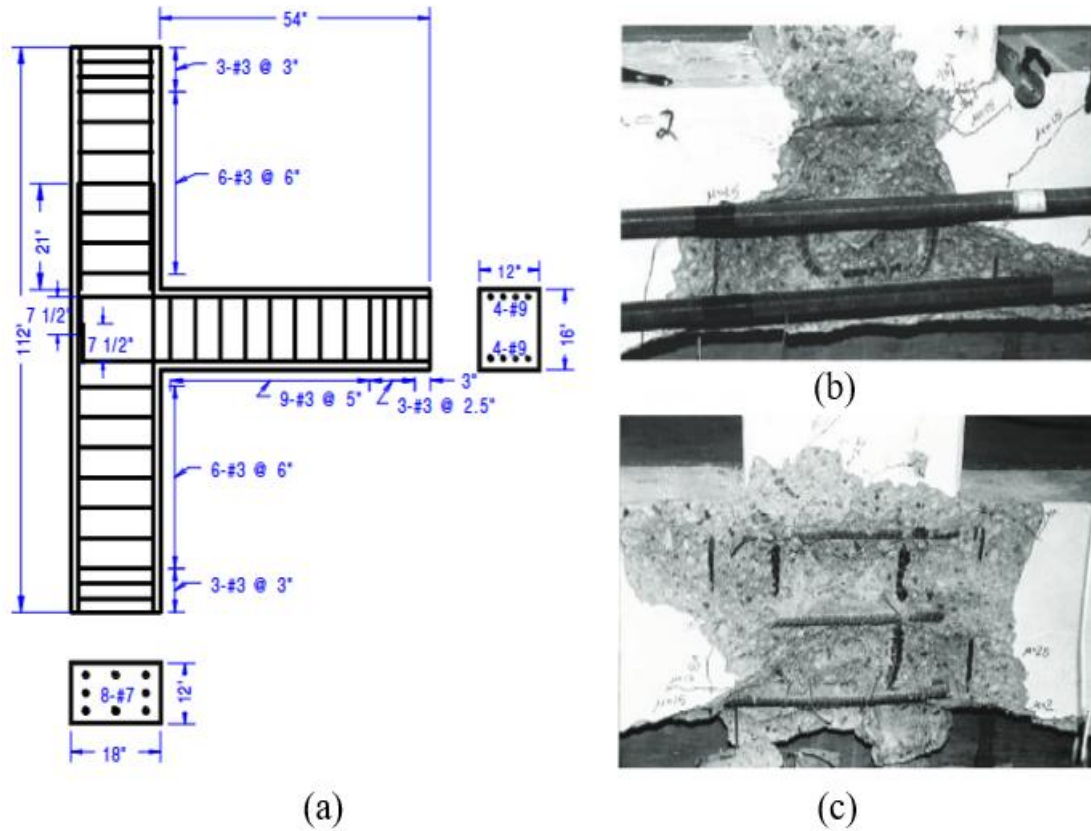 54"
3-#3 @ 3"
6-#3 @ 6"
21"
12"
4-#9
4-#9
16"
7 1/2"
112'
7 1/2"
3"
9-#3 @ 5"
3-#3 @ 2.5"
6-#3 @ 6"
3-#3 @ 3"
8-#7
12'
18"
(a)
2
(b)
(c)